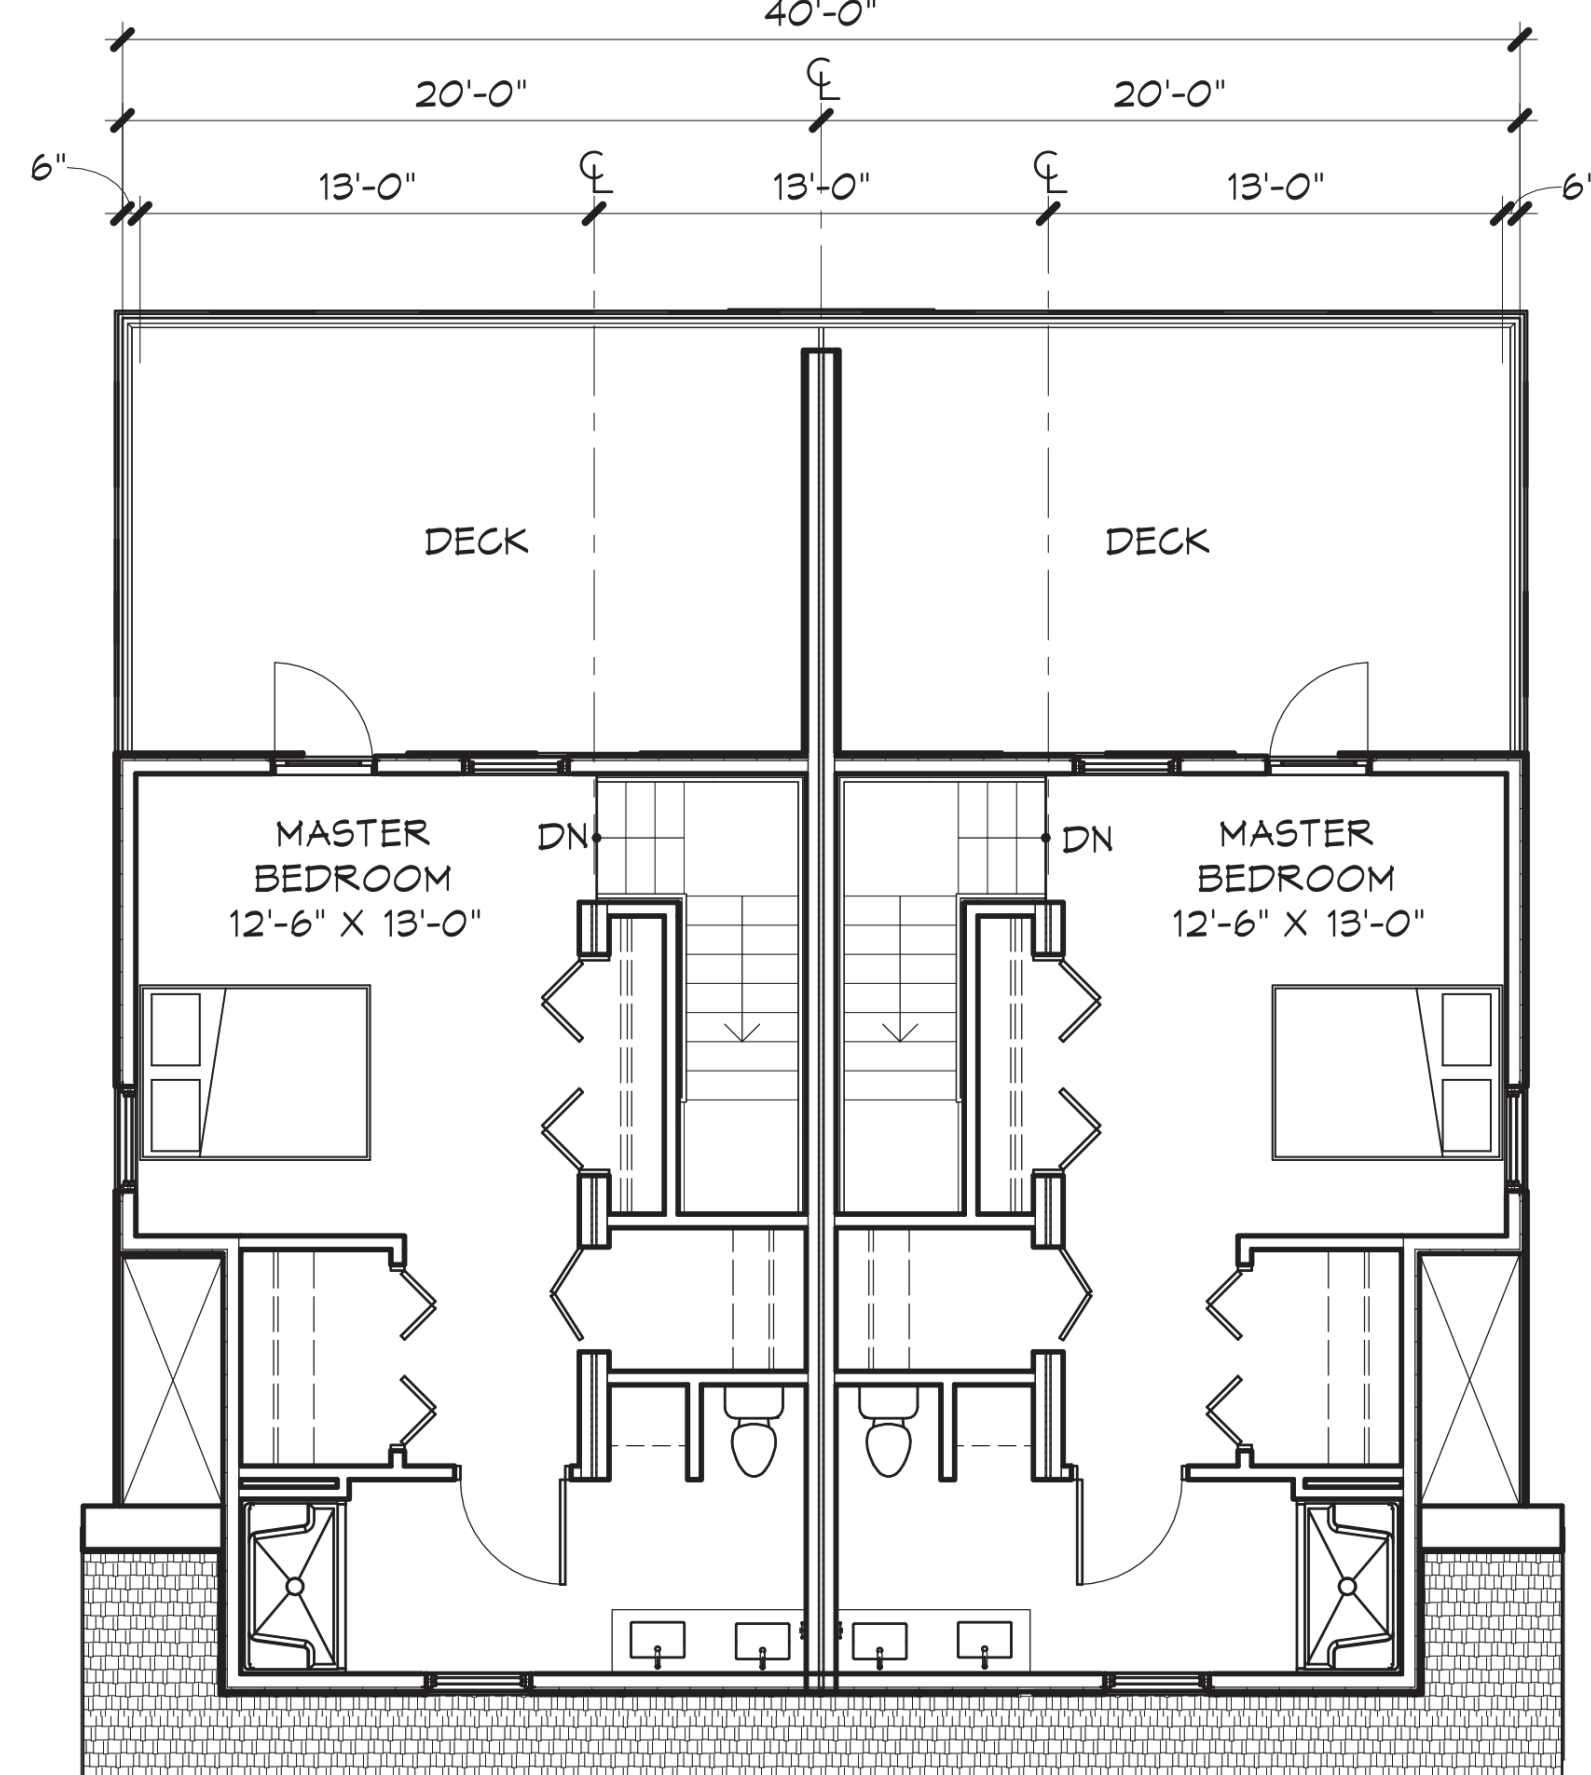 40'-0"
20'-0"
℄
20'-0"
6"
13'-0"
℄
13'-0"
℄
13'-0"
6'
DECK
DECK
MASTER
BEDROOM
12'-6" X 13'-0"
DN
DN
MASTER
BEDROOM
12'-6" X 13'-0"